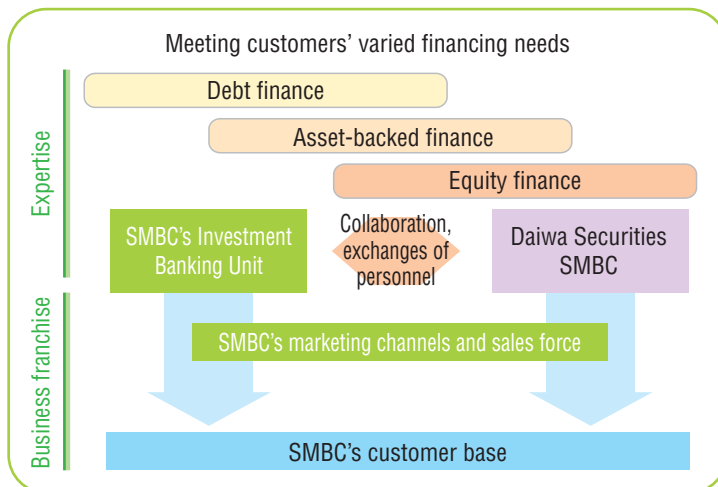 Meeting customers’ varied financing needs
Debt finance
Asset-backed finance
Equity finance
Expertise
SMBC’s Investment
Banking Unit
Collaboration,
exchanges of
personnel
Daiwa Securities
SMBC
Business franchise
SMBC’s marketing channels and sales force
SMBC’s customer base